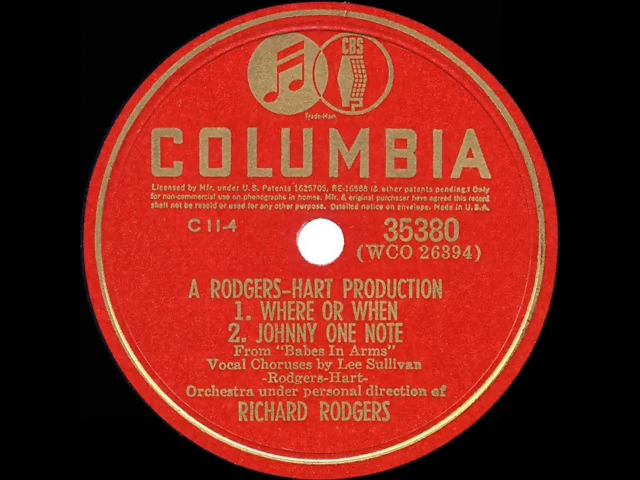 CBS
Trade-Mark
COLUMBIA
Licensed by Mfr. under U.S. Patents 1625705, RE-16588 (& other patents pending.) Only
for non-commercial use on phonographs in homes. Mfr. & original purchaser have agreed this record
shall not be resold or used for any other purpose. Detailed notice on envelope. Made in U.S.A.
C 11-4
35380
(WCO 26394)
A RODGERS-HART PRODUCTION
1. WHERE OR WHEN
2. JOHNNY ONE NOTE
From "Babes In Arms"
Vocal Choruses by Lee Sullivan
-Rodgers-Hart-
Orchestra under personal direction of
RICHARD RODGERS